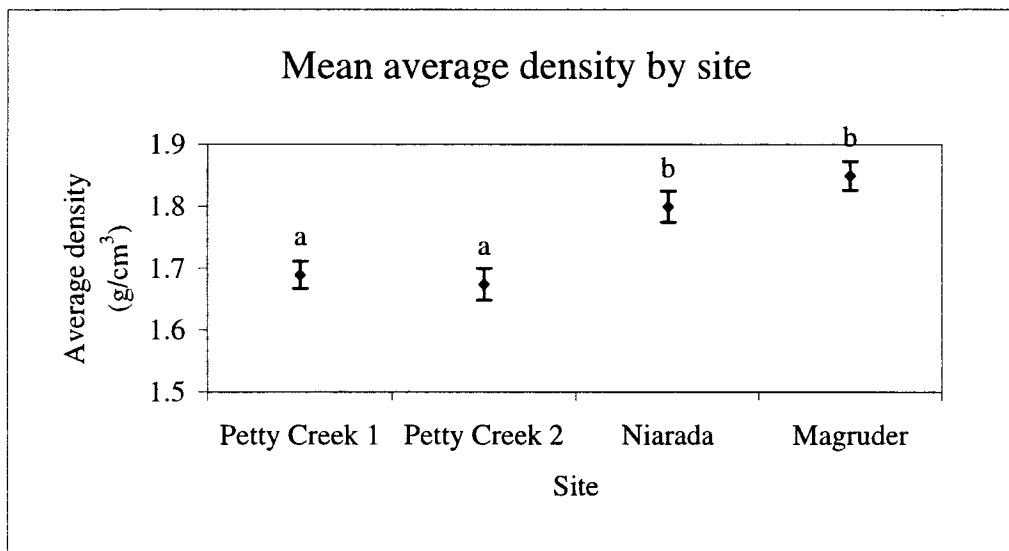 Mean average density by site
Average density
(g/cm³)
1.9
1.8
1.7
1.6
1.5
a
a
b
b
Petty Creek 1
Petty Creek 2
Niarada
Magruder
Site